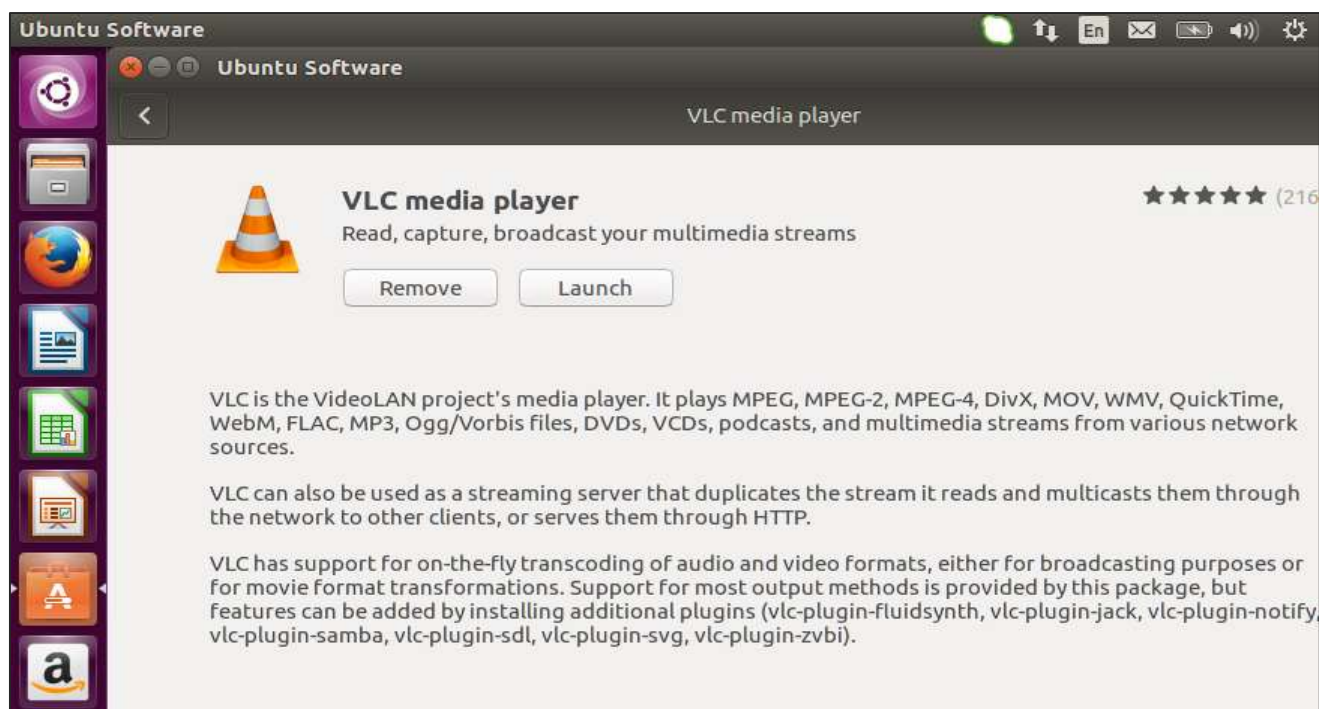 Ubuntu Software
En
Ubuntu Software
VLC media player
VLC media player
(216
Read, capture, broadcast your multimedia streams
Remove Launch
VLC is the VideoLAN project's media player. It plays MPEG, MPEG-2, MPEG-4, DivX, MOV, WMV, QuickTime,
WebM, FLAC, MP3, Ogg/Vorbis files, DVDs, VCDs, podcasts, and multimedia streams from various network
sources.
VLC can also be used as a streaming server that duplicates the stream it reads and multicasts them through
the network to other clients, or serves them through HTTP.
VLC has support for on-the-fly transcoding of audio and video formats, either for broadcasting purposes or
for movie format transformations. Support for most output methods is provided by this package, but
features can be added by installing additional plugins (vlc-plugin-fluidsynth, vlc-plugin-jack, vlc-plugin-notify,
vlc-plugin-samba, vlc-plugin-sdl, vlc-plugin-svg, vlc-plugin-zvbi).
a